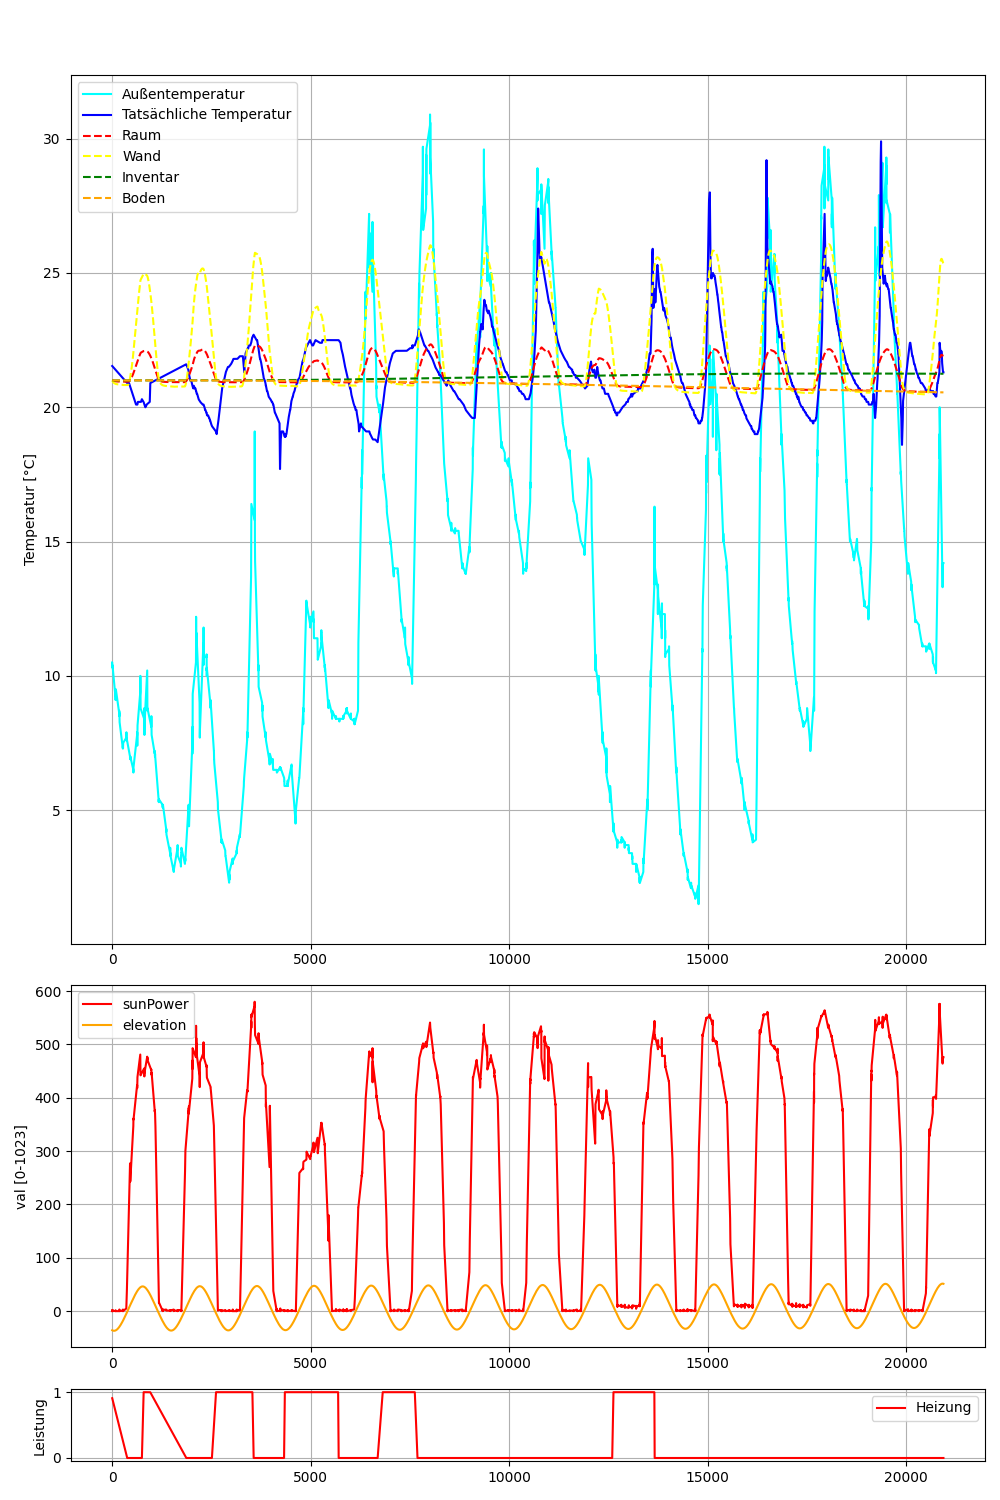 Außentemperatur
Tatsächliche Temperatur
Raum
Wand
Inventar
Boden
Temperatur [°C]
30
25
20
15
10
5
0 5000 10000 15000 20000
sunPower
elevation
val [0-1023]
600
500
400
300
200
100
0
0 5000 10000 15000 20000
Heizung
Leistung
1
0
0 5000 10000 15000 20000